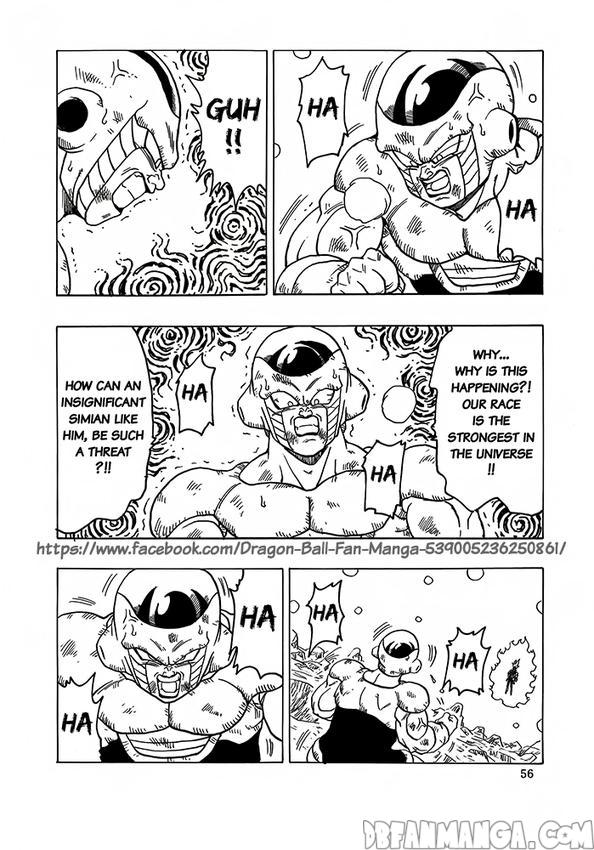 GUH
!!
HA
HA
HA
HOW CAN AN
INSIGNIFICANT
SIMIAN LIKE
HIM, BE SUCH
A THREAT
?!!
HA
HA
WHY...
WHY IS THIS
HAPPENING?!
OUR RACE
IS THE
STRONGEST IN
THE UNIVERSE
!!
https://www.facebook.com/Dragon-Ball-Fan-Manga-539005236250861/
HA
HA
HA
HA
56
DBFANMANGA.COM